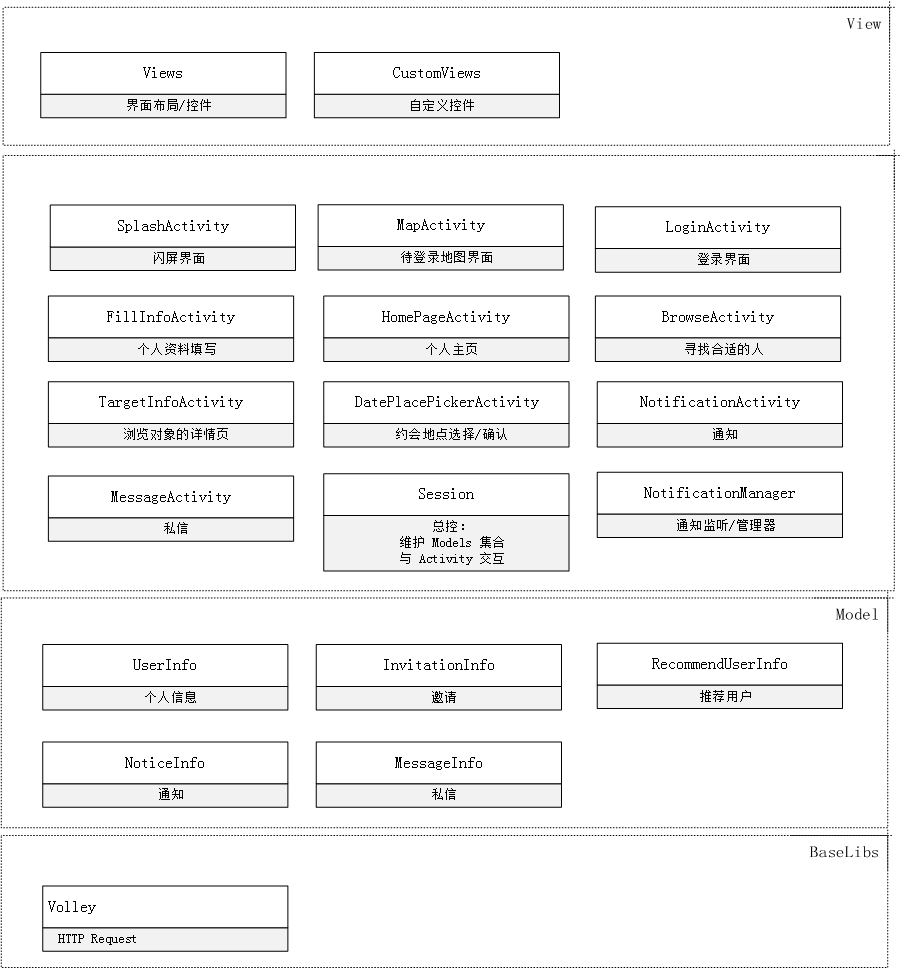 View
Views
界面布局/控件
CustomViews
自定义控件
SplashActivity
闪屏界面
MapActivity
待登录地图界面
LoginActivity
登录界面
FillInfoActivity
个人资料填写
HomePageActivity
个人主页
BrowseActivity
寻找合适的人
TargetInfoActivity
浏览对象的详情页
DatePlacePickerActivity
约会地点选择/确认
NotificationActivity
通知
MessageActivity
私信
Session
总控：
维护 Models 集合
与 Activity 交互
NotificationManager
通知监听/管理器
Model
UserInfo
个人信息
InvitationInfo
邀请
RecommendUserInfo
推荐用户
NoticeInfo
通知
MessageInfo
私信
BaseLibs
Volley
HTTP Request